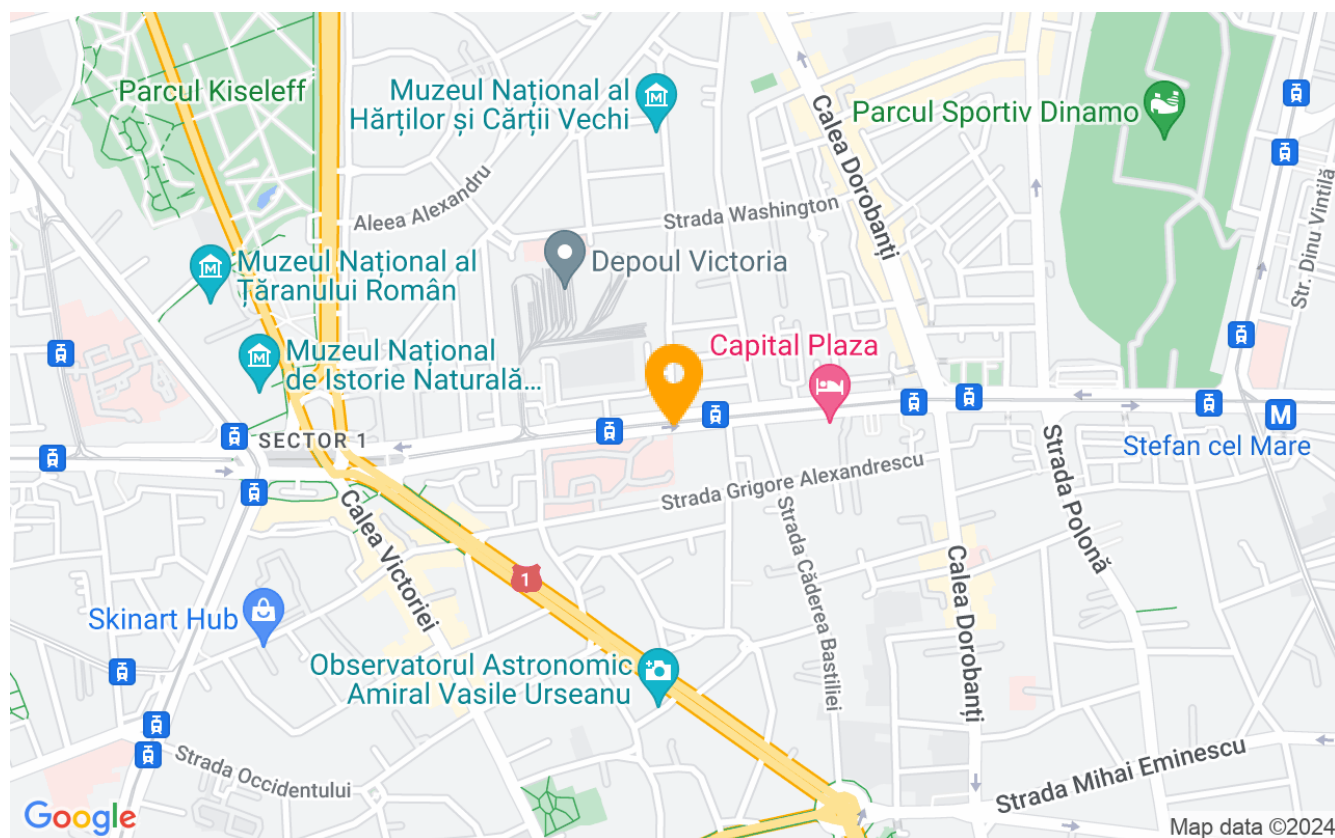 Parcul Kiseleff
Muzeul Național al
Hărților și Cărții Vechi
Calea Dorobanți
Parcul Sportiv Dinamo
Aleea Alexandru
Strada Washington
Str. Dinu Vintilă
Muzeul Național al
Țăranului Român
Depoul Victoria
Muzeul Național
de Istorie Naturală...
Capital Plaza
SECTOR 1
M
Stefan cel Mare
Strada Grigore Alexandrescu
Strada Polonă
Calea Victoriei
Strada Căderea Bastiliei
Calea Dorobanți
1
Skinart Hub
Observatorul Astronomic
Amiral Vasile Urseanu
Strada Occidentului
Strada Mihai Eminescu
Google
Map data ©2024